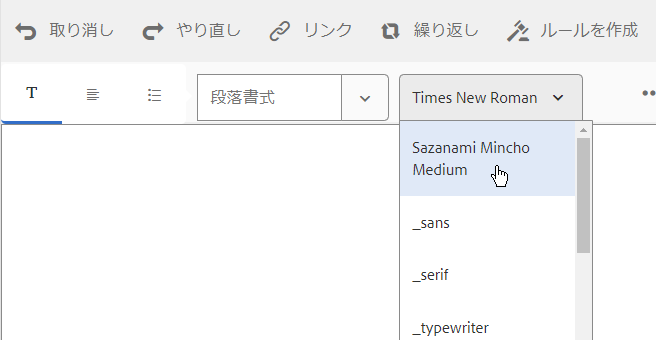 取り消し やり直し リンク 繰り返し ルールを作成
T 段落書式 Times New Roman
Sazanami Mincho
Medium
_sans
_serif
_typewriter